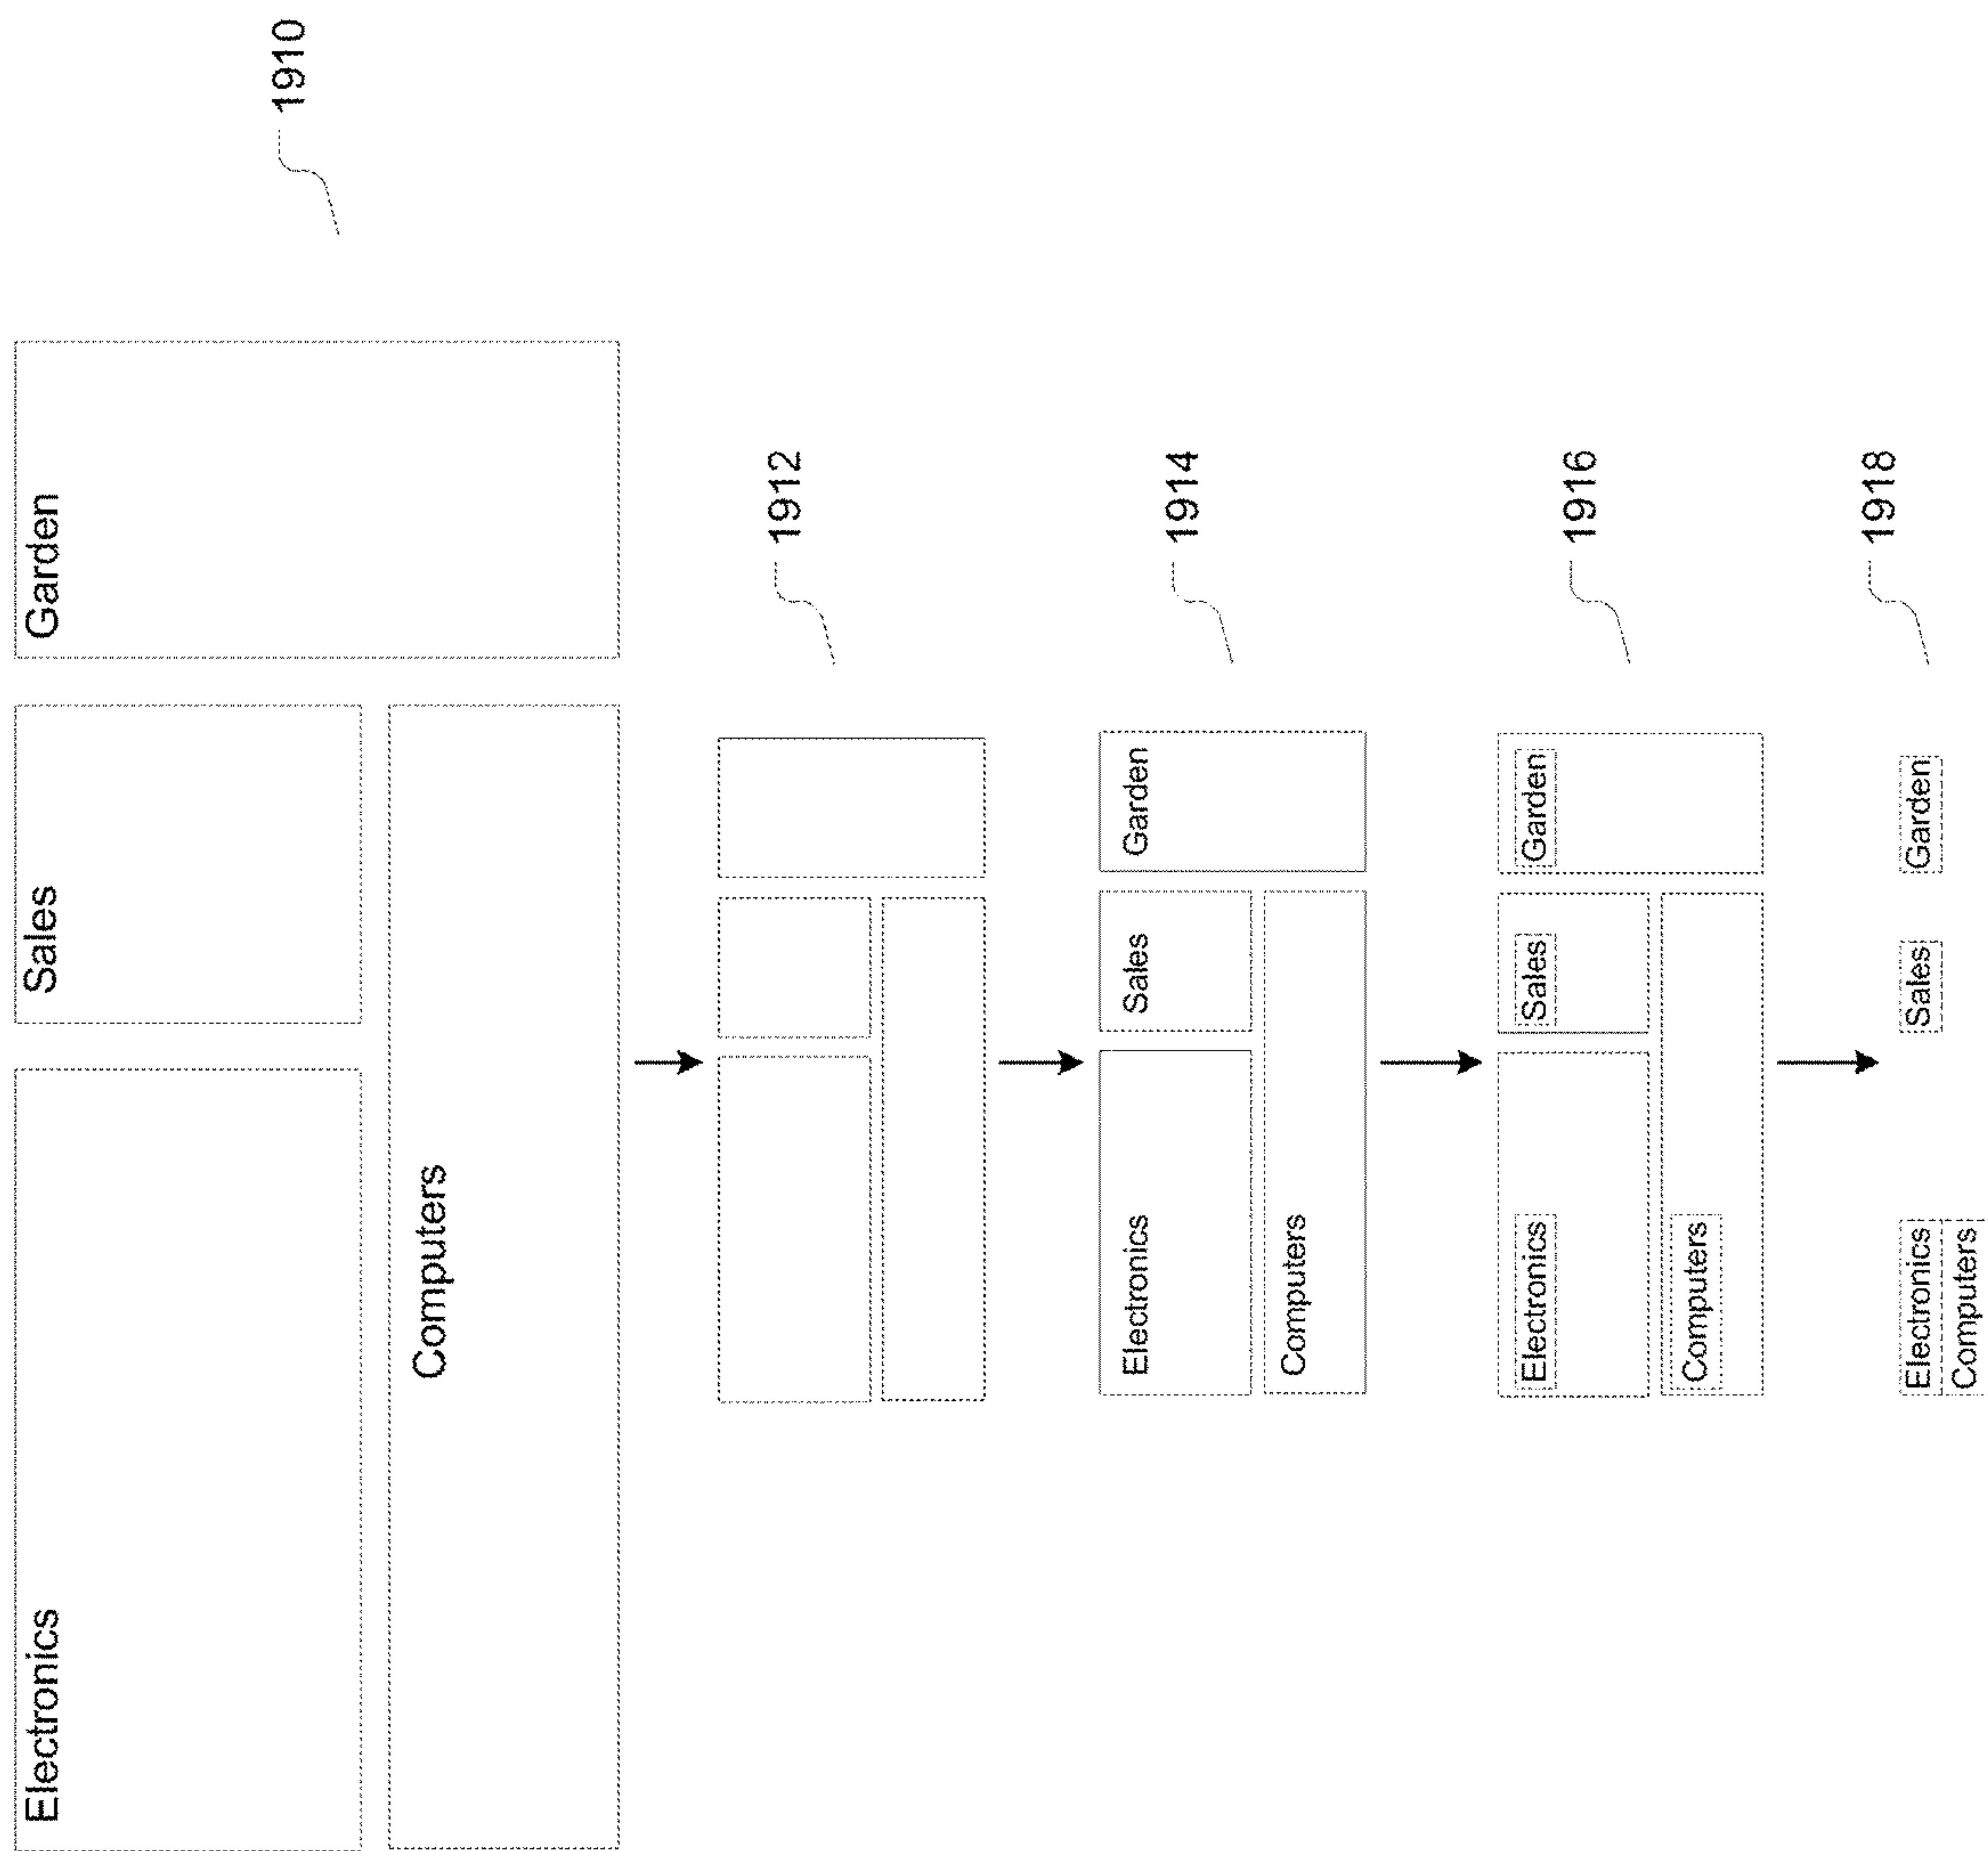 Electronics
Sales
Garden
1910
Computers
1912
Electronics
Sales
Garden
1914
Computers
Electronics
Sales
Garden
1916
Computers
1918
Electronics
Sales
Garden
Computers